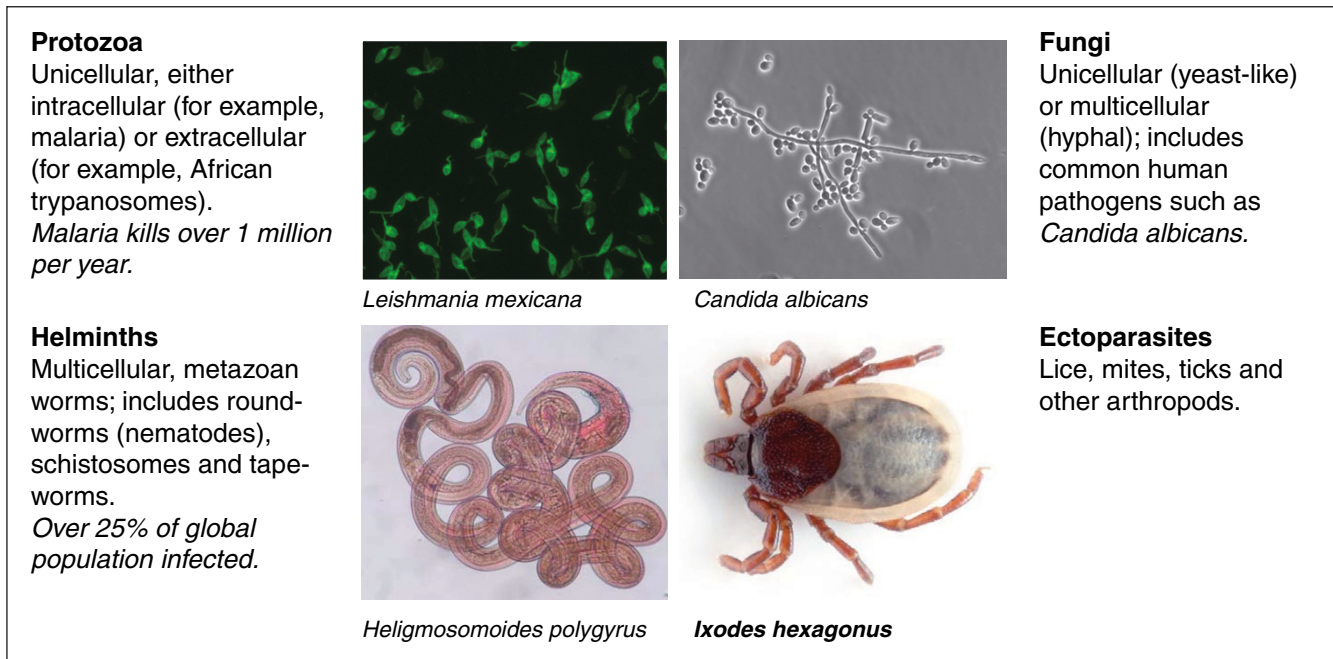 Protozoa
Unicellular, either
intracellular (for example,
malaria) or extracellular
(for example, African
trypanosomes).
Malaria kills over 1 million
per year.
Leishmania mexicana
Candida albicans
Fungi
Unicellular (yeast-like)
or multicellular
(hyphal); includes
common human
pathogens such as
Candida albicans.
Helminths
Multicellular, metazoan
worms; includes round-
worms (nematodes),
schistosomes and tape-
worms.
Over 25% of global
population infected.
Heligmosomoides polygyrus
Ixodes hexagonus
Ectoparasites
Lice, mites, ticks and
other arthropods.